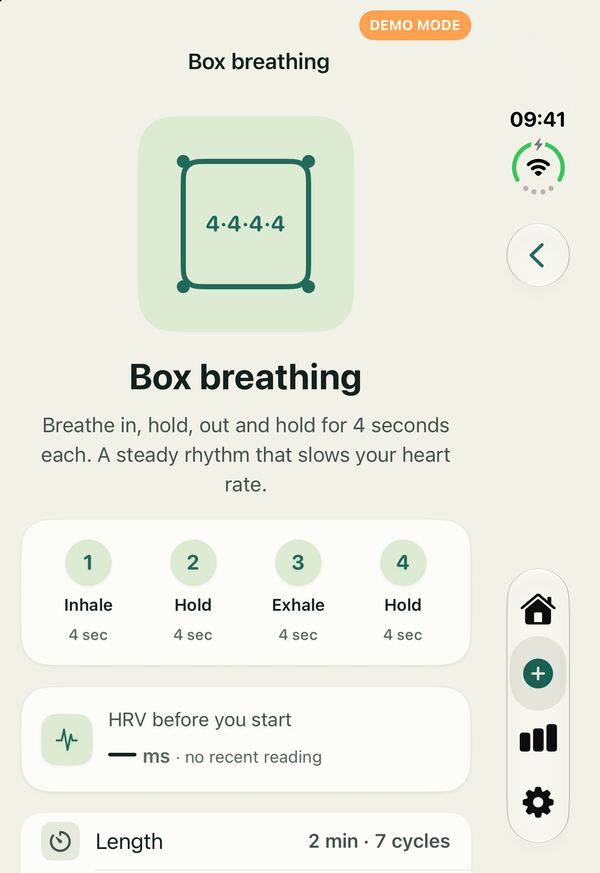 DEMO MODE
Box breathing
09:41
4·4·4·4
Box breathing
Breathe in, hold, out and hold for 4 seconds
each. A steady rhythm that slows your heart
rate.
1 2 3 4
Inhale Hold Exhale Hold
4 sec 4 sec 4 sec 4 sec
HRV before you start
— ms · no recent reading
Length 2 min · 7 cycles